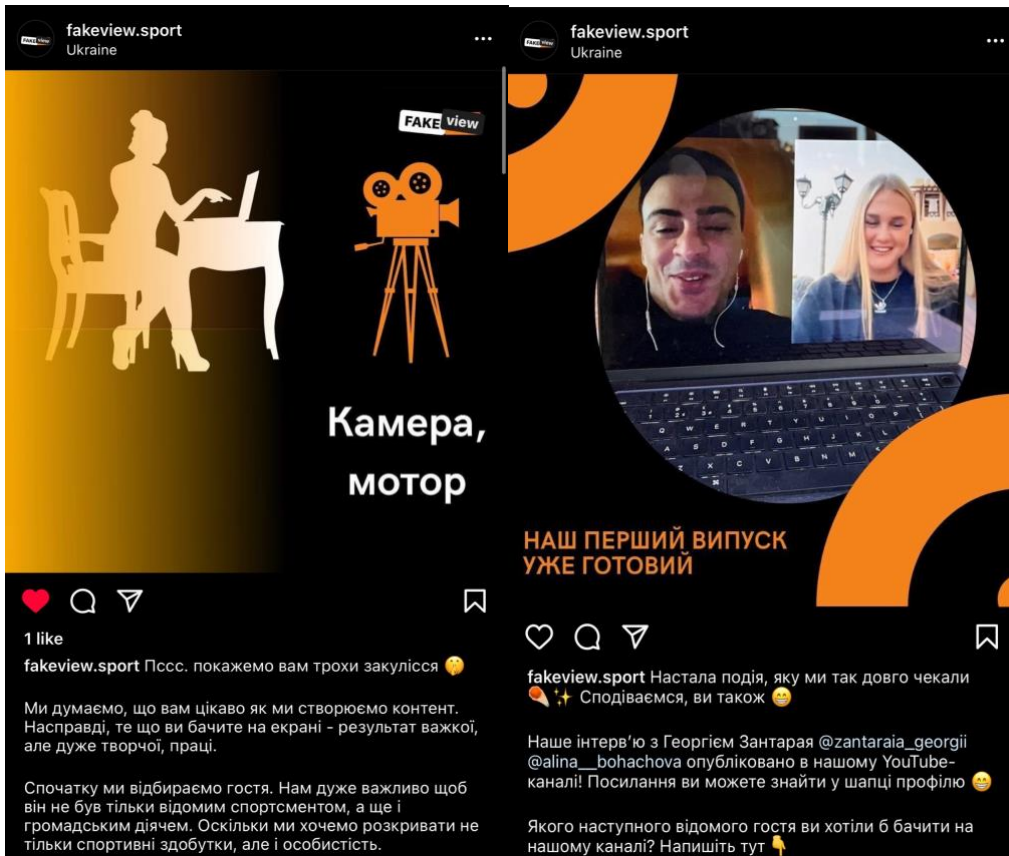 fakeview.sport
Ukraine
FAKE view
Камера,
мотор
1 like
fakeview.sport Пссс. покажемо вам трохи закулісся 🤫
Ми думаємо, що вам цікаво як ми створюємо контент.
Насправді, те що ви бачите на екрані - результат важкої,
але дуже творчої, праці.
Спочатку ми відбираємо гостя. Нам дуже важливо щоб
він не був тільки відомим спортсментом, а ще і
громадським діячем. Оскільки ми хочемо розкривати не
тільки спортивні здобутки, але і особистість.
fakeview.sport
Ukraine
НАШ ПЕРШИЙ ВИПУСК
УЖЕ ГОТОВИЙ
fakeview.sport Настала подія, яку ми так довго чекали
☄️✨ Сподіваємся, ви також 😁
Наше інтерв'ю з Георгієм Зантарая @zantaraia_georgii
@alina__bohachova опубліковано в нашому YouTube-
каналі! Посилання ви можете знайти у шапці профілю 😁
Якого наступного відомого гостя ви хотіли б бачити на
нашому каналі? Напишіть тут 👇